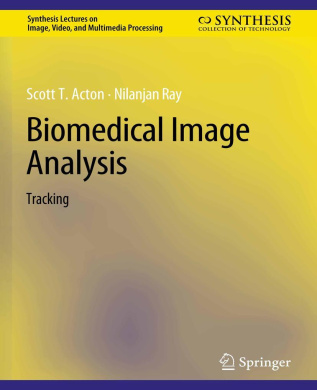 Synthesis Lectures on
Image, Video, and Multimedia Processing
SYNTHESIS
COLLECTION OF TECHNOLOGY
Scott T. Acton · Nilanjan Ray
Biomedical Image
Analysis
Tracking
Springer